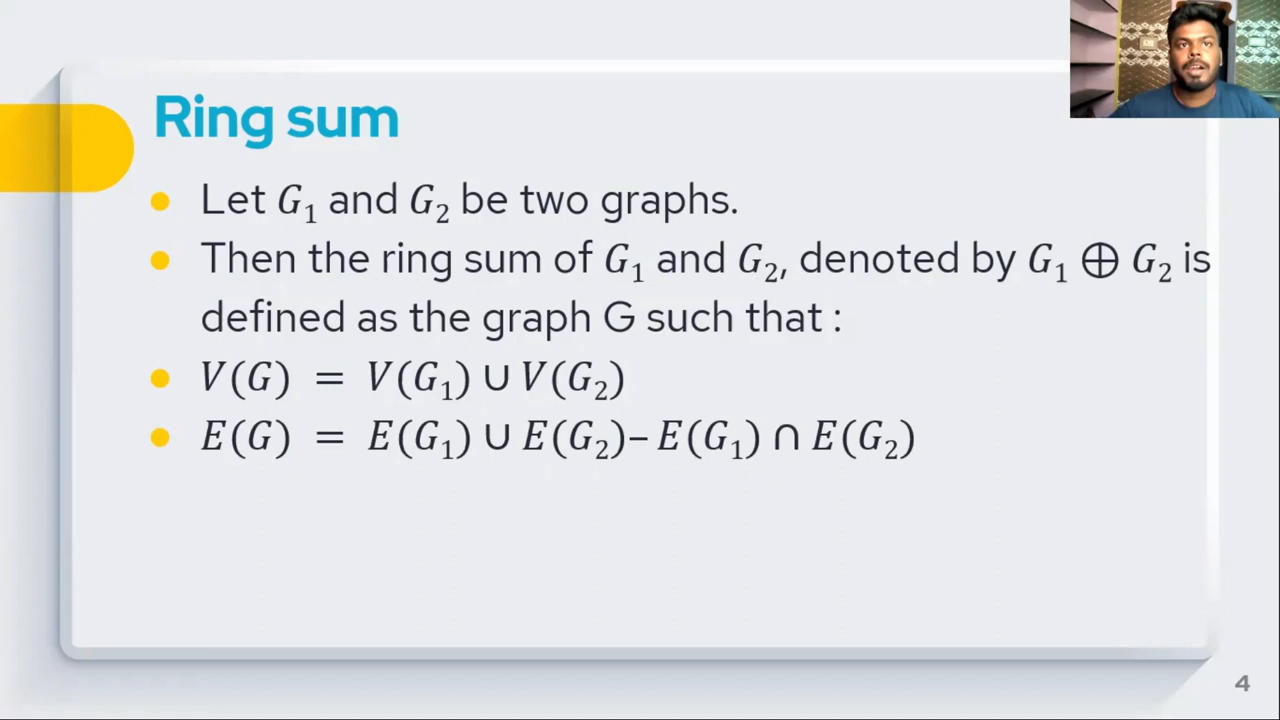 Ring sum
Let G₁ and G₂ be two graphs.
Then the ring sum of G₁ and G₂, denoted by G₁ ⊕ G₂ is
defined as the graph G such that :
V(G) = V(G₁) ∪ V(G₂)
E(G) = E(G₁) ∪ E(G₂)– E(G₁) ∩ E(G₂)
4